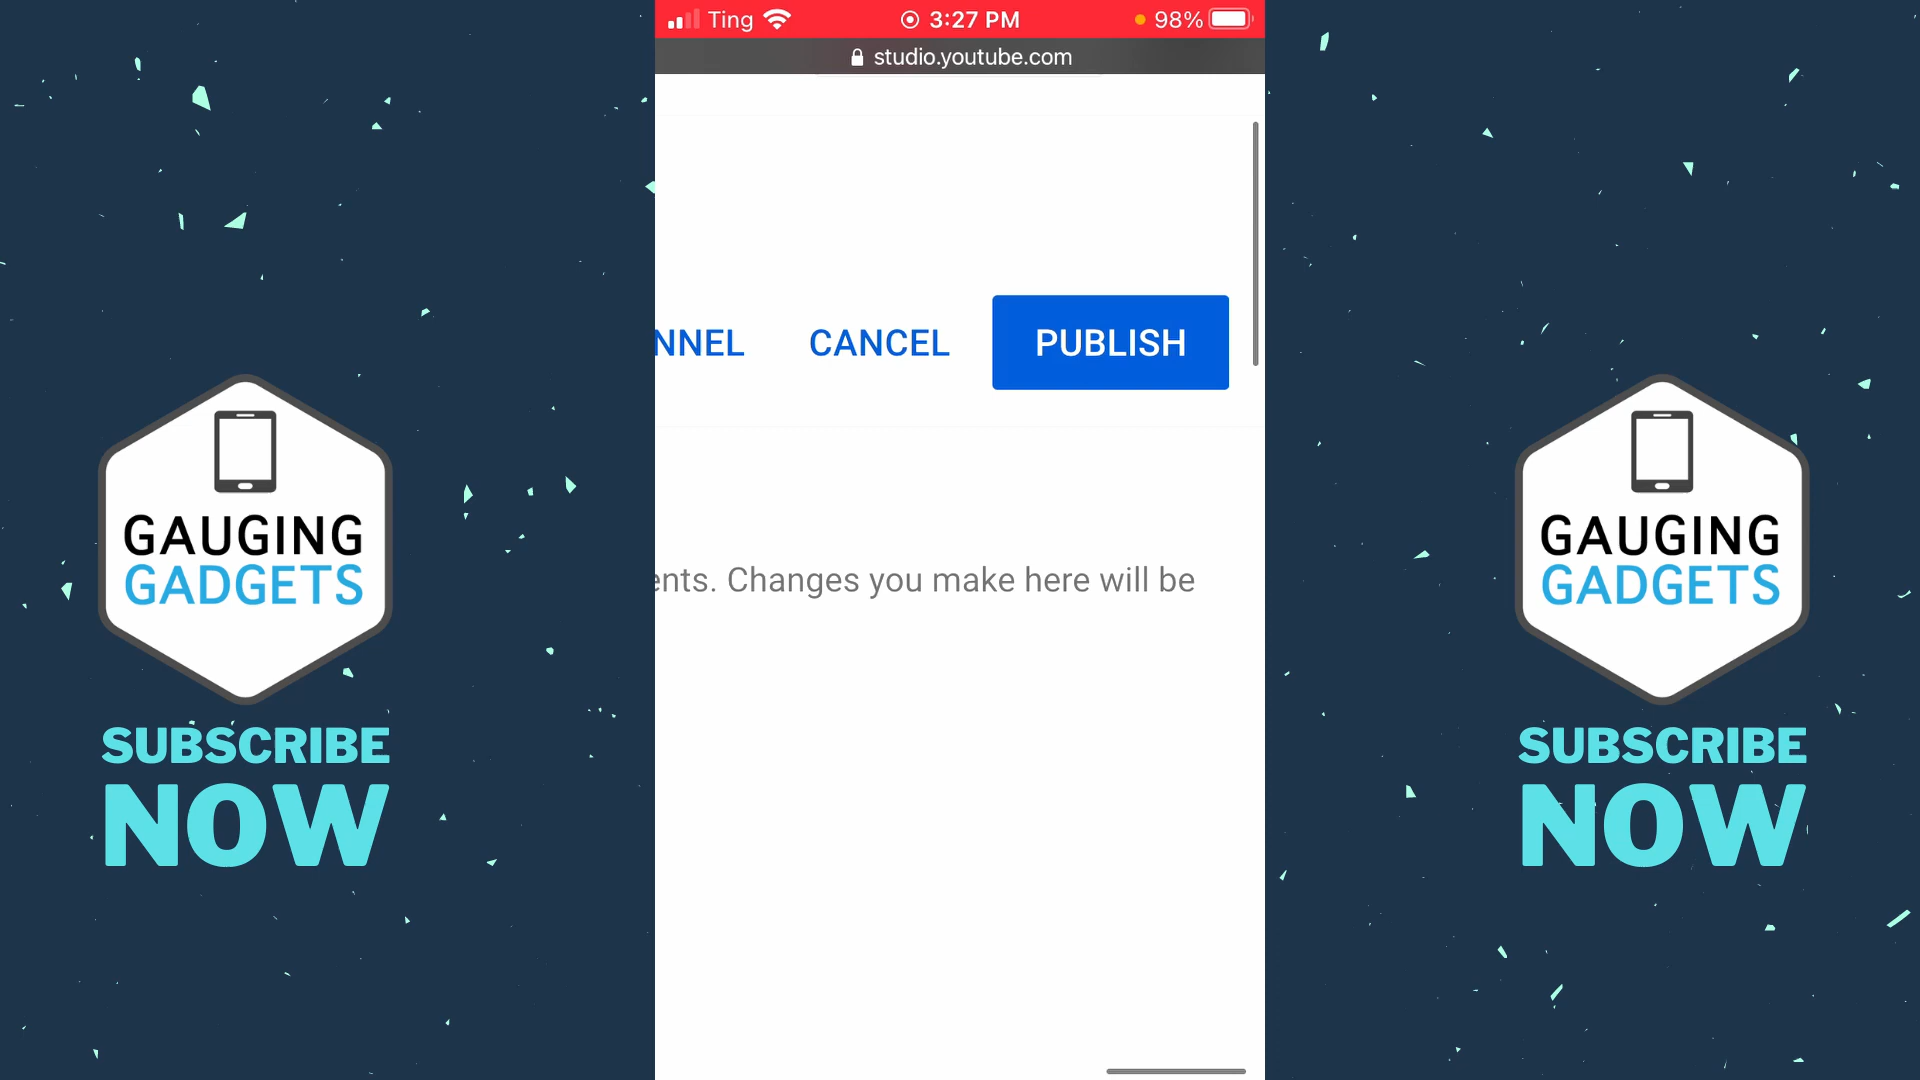 Ting 3:27 PM 98%
studio.youtube.com
NNEL CANCEL PUBLISH
ents. Changes you make here will be
GAUGING
GADGETS
SUBSCRIBE
NOW
GAUGING
GADGETS
SUBSCRIBE
NOW